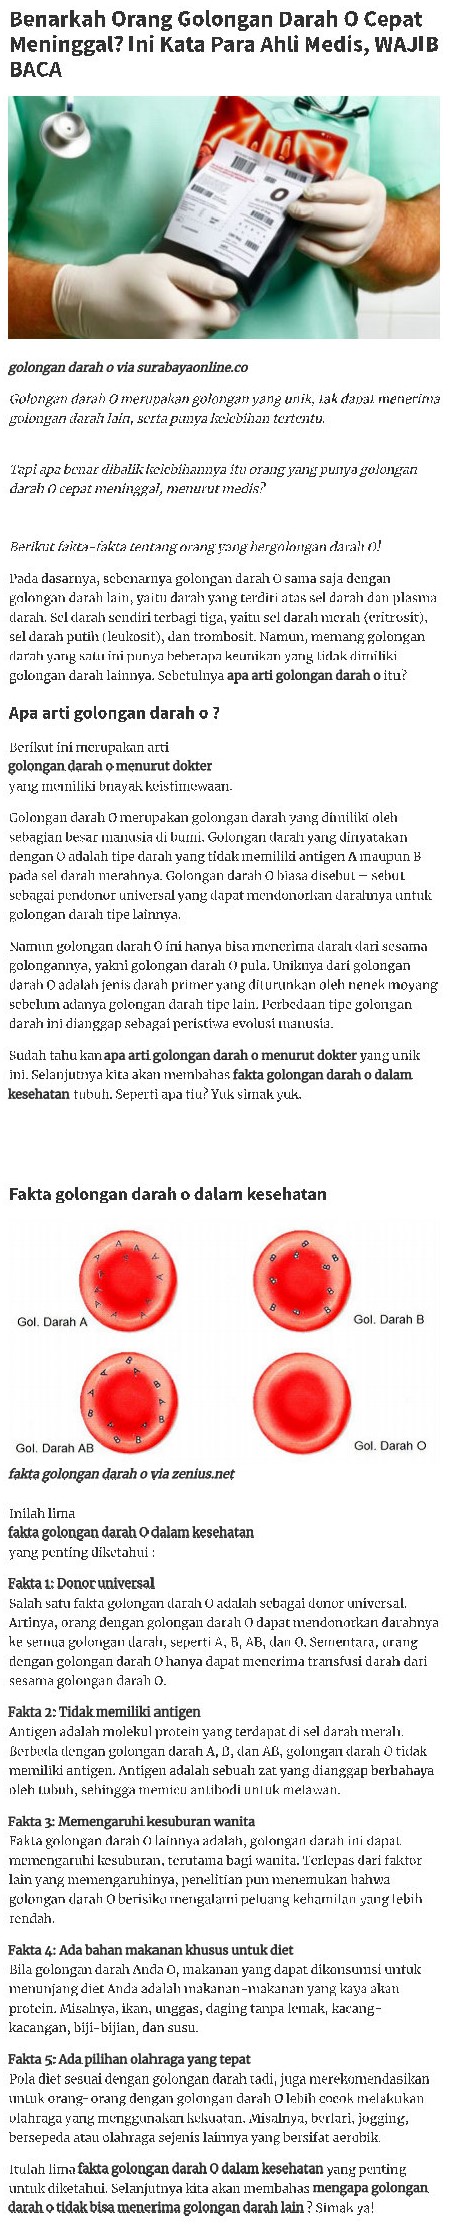 Benarkah Orang Golongan Darah O Cepat
Meninggal? Ini Kata Para Ahli Medis, WAJIB
BACA
O
golongan darah o via surabayaonline.co
Golongan darah O merupakan golongan yang unik, tak dapat menerima
golongan darah lain, serta punya kelebihan tertentu.
Tapi apa benar dibalik kelebihannya itu orang yang punya golongan
darah O cepat meninggal, menurut medis?
Berikut fakta-fakta tentang orang yang bergolongan darah O!
Pada dasarnya, sebenarnya golongan darah O sama saja dengan
golongan darah lain, yaitu darah yang terdiri atas sel darah dan plasma
darah. Sel darah sendiri terbagi tiga, yaitu sel darah merah (eritrosit),
sel darah putih (leukosit), dan trombosit. Namun, memang golongan
darah yang satu ini punya beberapa keunikan yang tidak dimiliki
golongan darah lainnya. Sebetulnya apa arti golongan darah o itu?
Apa arti golongan darah o ?
Berikut ini merupakan arti
golongan darah o menurut dokter
yang memiliki bnayak keistimewaan.
Golongan darah O merupakan golongan darah yang dimiliki oleh
sebagian besar manusia di bumi. Golongan darah yang dinyatakan
dengan O adalah tipe darah yang tidak memiliki antigen A maupun B
pada sel darah merahnya. Golongan darah O biasa disebut – sebut
sebagai pendonor universal yang dapat mendonorkan darahnya untuk
golongan darah tipe lainnya.
Namun golongan darah O ini hanya bisa menerima darah dari sesama
golongannya, yakni golongan darah O pula. Uniknya dari golongan
darah O adalah jenis darah primer yang diturunkan oleh nenek moyang
sebelum adanya golongan darah tipe lain. Perbedaan tipe golongan
darah ini dianggap sebagai peristiwa evolusi manusia.
Sudah tahu kan apa arti golongan darah o menurut dokter yang unik
ini. Selanjutnya kita akan membahas fakta golongan darah o dalam
kesehatan tubuh. Seperti apa tiu? Yuk simak yuk.
Fakta golongan darah o dalam kesehatan
Gol. Darah A
Gol. Darah B
Gol. Darah AB
Gol. Darah O
fakta golongan darah o via zenius.net
Inilah lima
fakta golongan darah O dalam kesehatan
yang penting diketahui :
Fakta 1: Donor universal
Salah satu fakta golongan darah O adalah sebagai donor universal.
Artinya, orang dengan golongan darah O dapat mendonorkan darahnya
ke semua golongan darah, seperti A, B, AB, dan O. Sementara, orang
dengan golongan darah O hanya dapat menerima transfusi darah dari
sesama golongan darah O.
Fakta 2: Tidak memiliki antigen
Antigen adalah molekul protein yang terdapat di sel darah merah.
Berbeda dengan golongan darah A, B, dan AB, golongan darah O tidak
memiliki antigen. Antigen adalah sebuah zat yang dianggap berbahaya
oleh tubuh, sehingga memicu antibodi untuk melawan.
Fakta 3: Memengaruhi kesuburan wanita
Fakta golongan darah O lainnya adalah, golongan darah ini dapat
memengaruhi kesuburan, terutama bagi wanita. Terlepas dari faktor
lain yang memengaruhinya, penelitian pun menemukan bahwa
golongan darah O berisiko mengalami peluang kehamilan yang lebih
rendah.
Fakta 4: Ada bahan makanan khusus untuk diet
Bila golongan darah Anda O, makanan yang dapat dikonsumsi untuk
menunjang diet Anda adalah makanan-makanan yang kaya akan
protein. Misalnya, ikan, unggas, daging tanpa lemak, kacang-
kacangan, biji-bijian, dan susu.
Fakta 5: Ada pilihan olahraga yang tepat
Pola diet sesuai dengan golongan darah tadi, juga merekomendasikan
untuk orang-orang dengan golongan darah O lebih cocok melakukan
olahraga yang menggunakan kekuatan. Misalnya, berlari, jogging,
bersepeda atau olahraga sejenis lainnya yang bersifat aerobik.
Itulah lima fakta golongan darah O dalam kesehatan yang penting
untuk diketahui. Selanjutnya kita akan membahas mengapa golongan
darah o tidak bisa menerima golongan darah lain ? Simak ya!